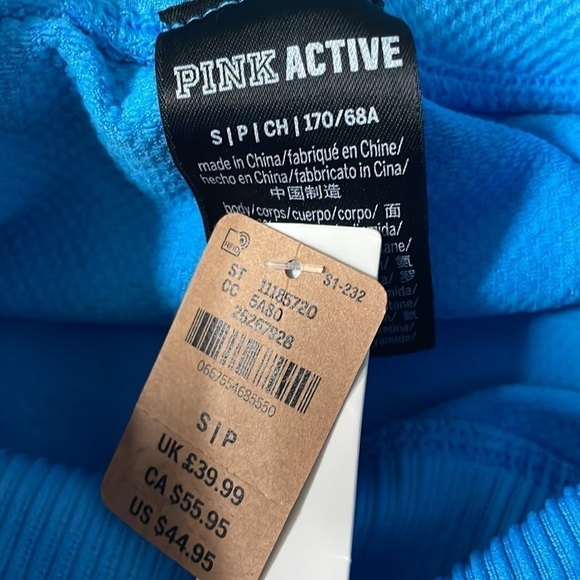 PINK ACTIVE
S | P | CH | 170/68A
made in China/fabriqué en Chine/
hecho en China/fabbricato in Cina/
中国制造
body/corps/cuerpo/corpo/ 面
RFID
S1-232
ST 11185720
CC 5A80
25267928
0667554685550
S | P
UK £39.99
CA $55.95
US $44.95